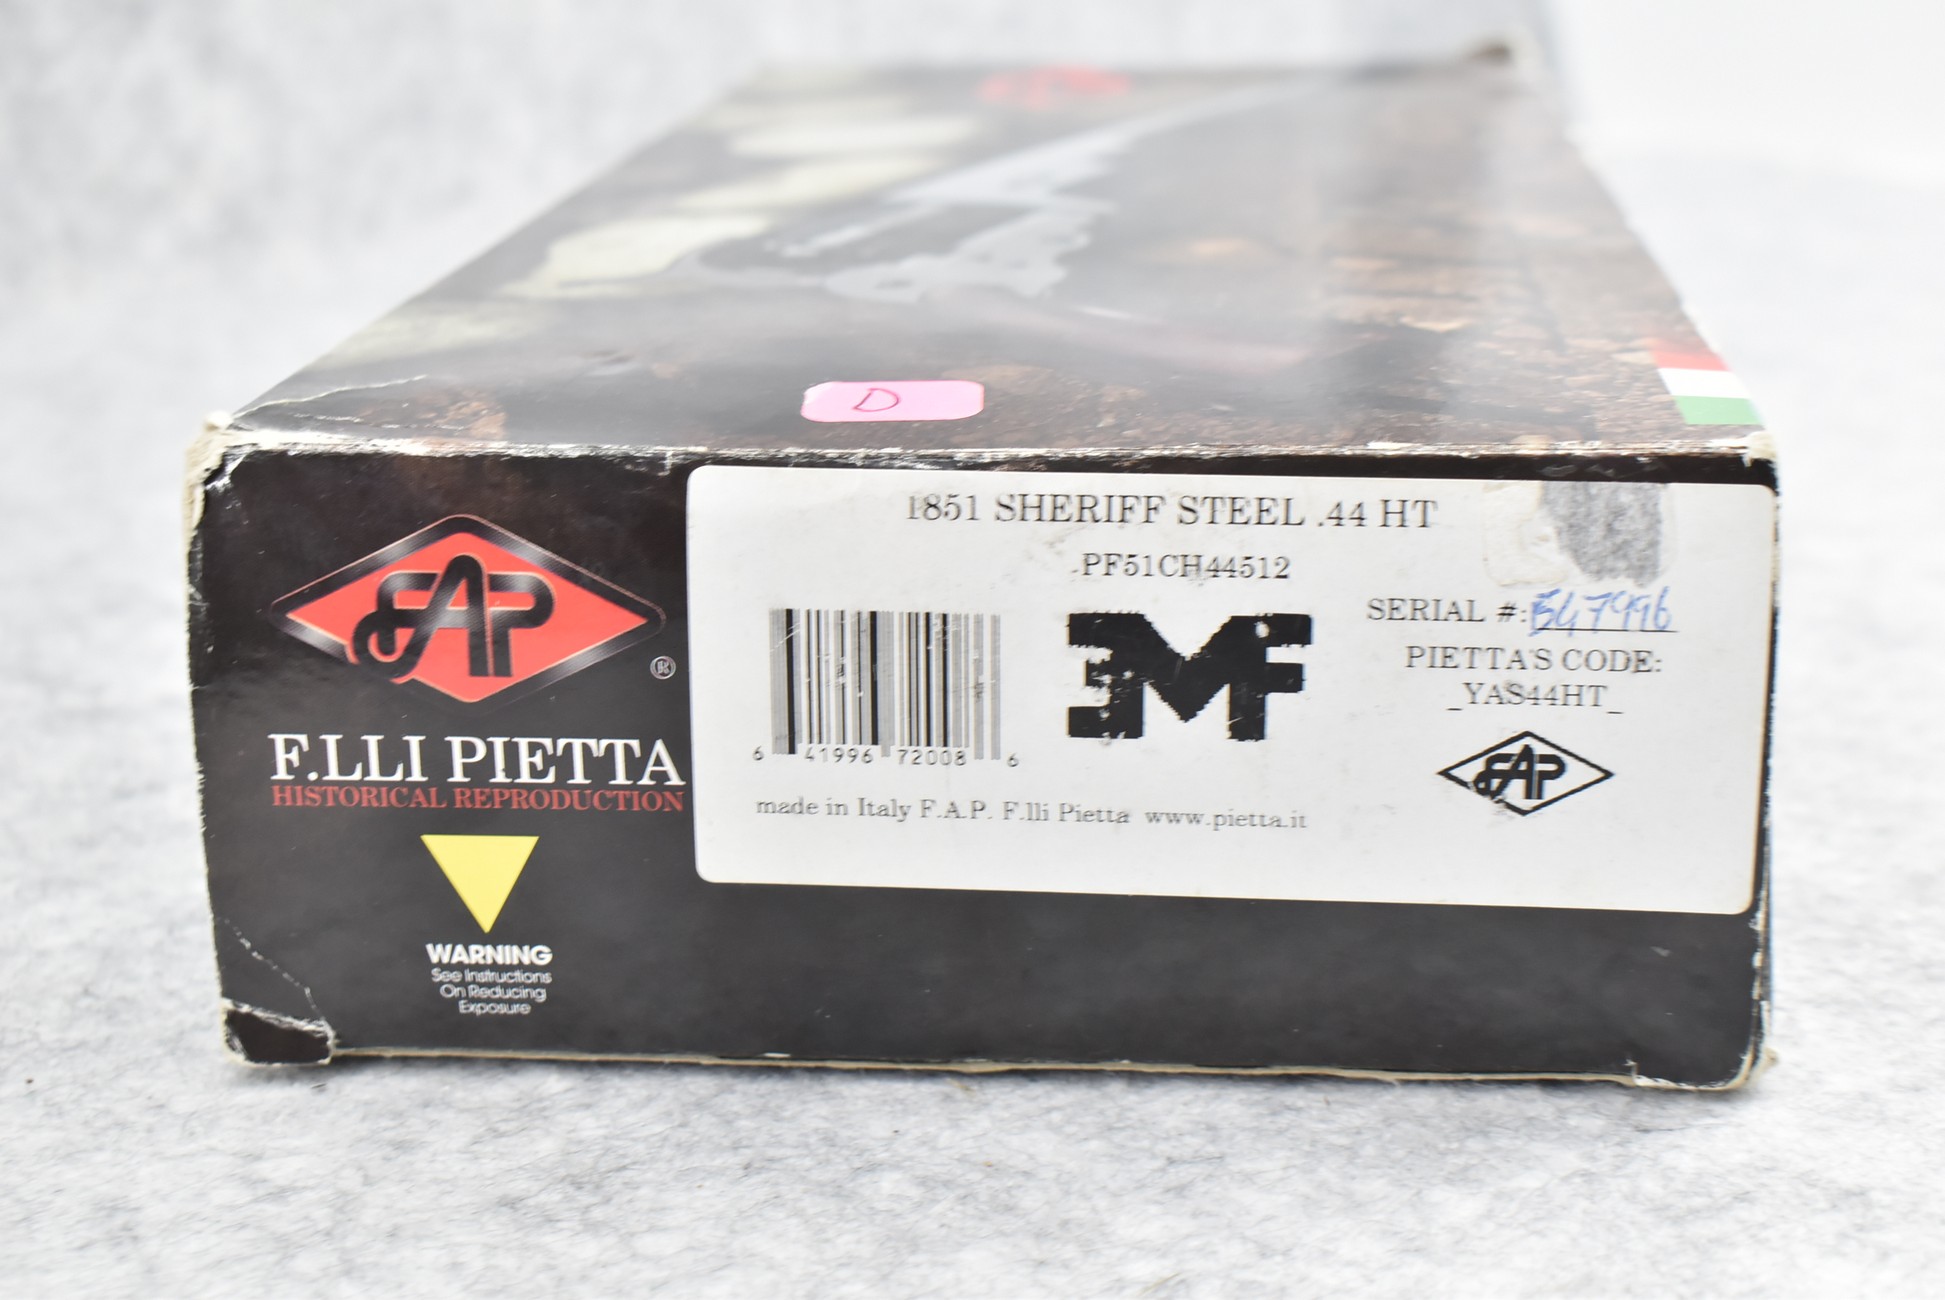 D
1851 SHERIFF STEEL .44 HT
PF51CH44512
SERIAL #:
PIETTA'S CODE:
_YAS44HT_
EMF
6 41996 72008 6
made in Italy F.A.P. F.lli Pietta www.pietta.it
FAP
FAP ®
F.LLI PIETTA
HISTORICAL REPRODUCTION
WARNING
See Instructions
On Reducing
Exposure